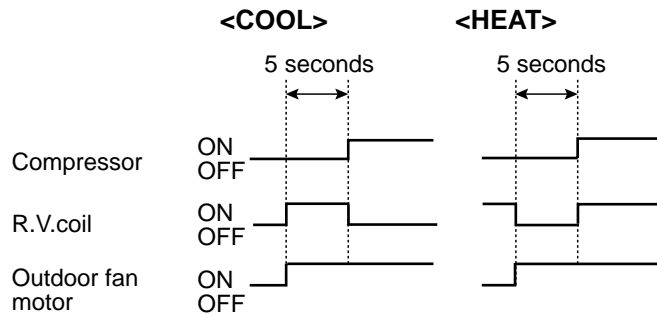 <COOL> <HEAT>
5 seconds 5 seconds
Compressor ON
OFF
R.V.coil ON
OFF
Outdoor fan
motor ON
OFF